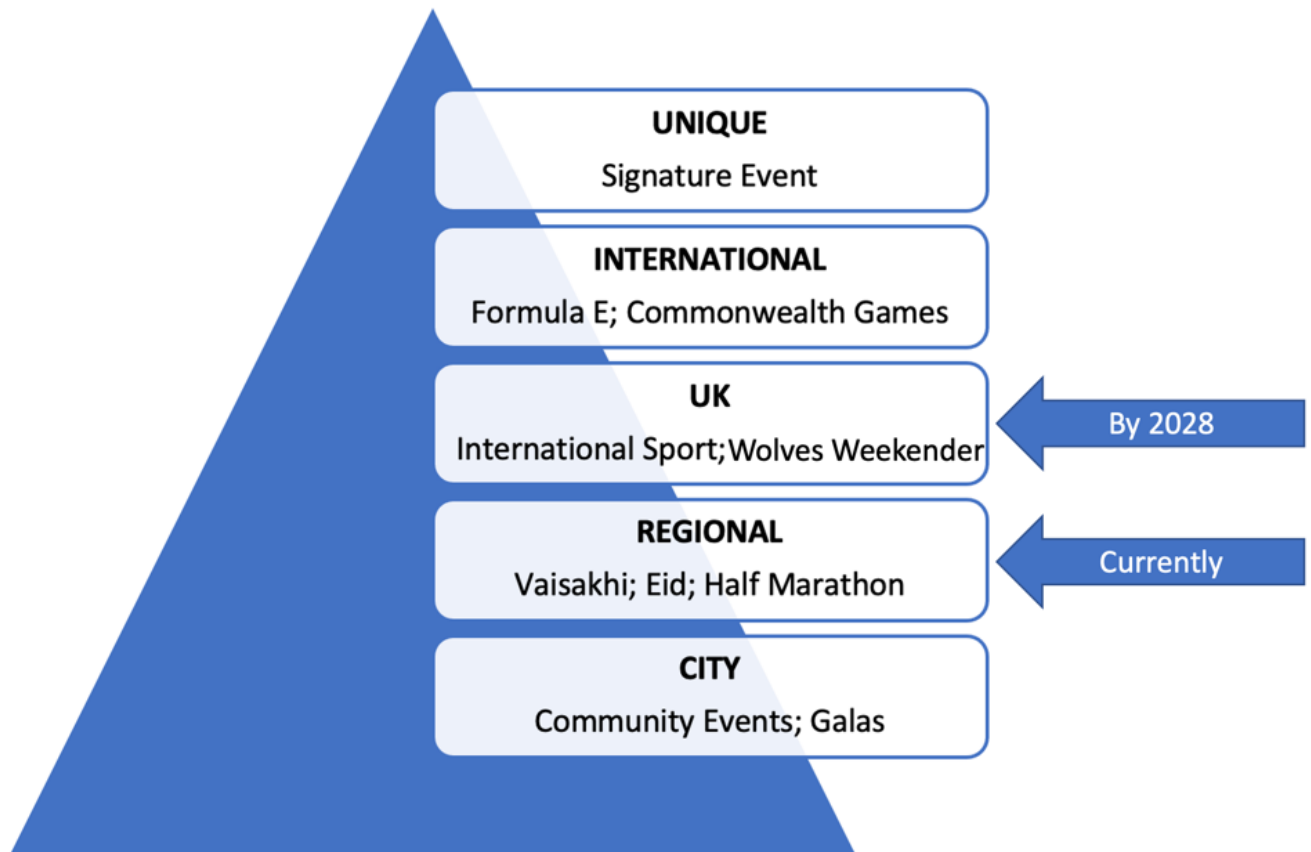 UNIQUE
Signature Event
INTERNATIONAL
Formula E; Commonwealth Games
UK
International Sport; Wolves Weekender
By 2028
REGIONAL
Vaisakhi; Eid; Half Marathon
Currently
CITY
Community Events; Galas